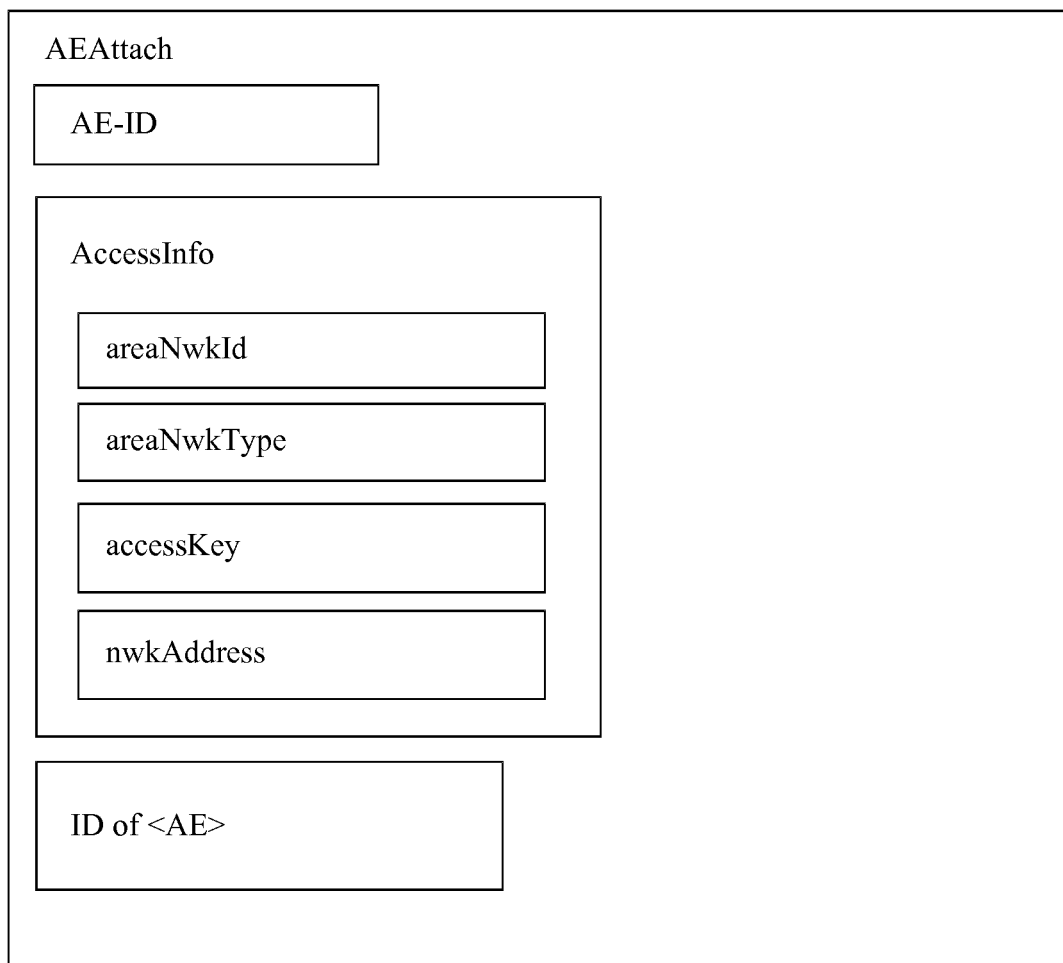 AEAttach
AE-ID
AccessInfo
areaNwkId
areaNwkType
accessKey
nwkAddress
ID of <AE>